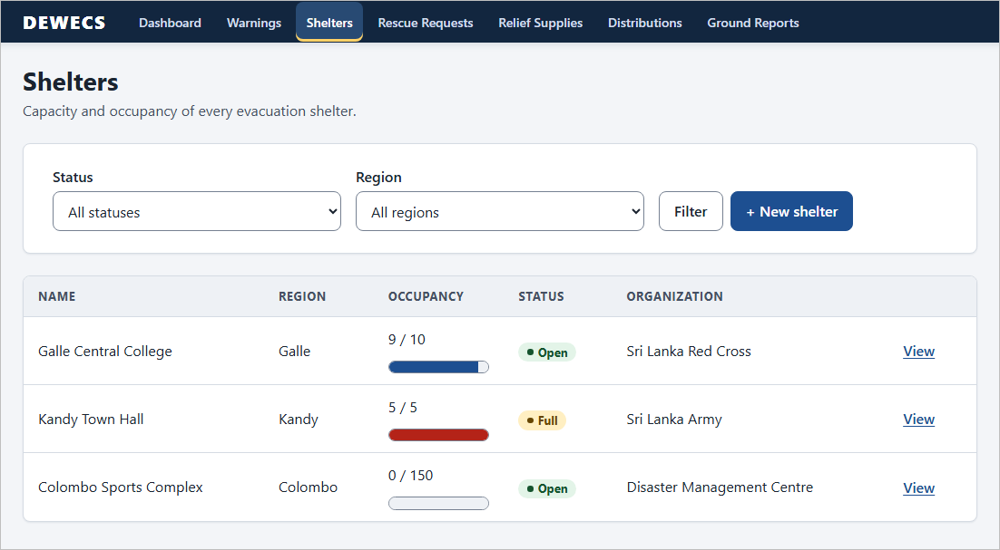 DEWECS Dashboard Warnings Shelters Rescue Requests Relief Supplies Distributions Ground Reports
Shelters
Capacity and occupancy of every evacuation shelter.
Status Region
All statuses All regions Filter + New shelter
NAME REGION OCCUPANCY STATUS ORGANIZATION
Galle Central College Galle 9 / 10 Open Sri Lanka Red Cross View
Kandy Town Hall Kandy 5 / 5 Full Sri Lanka Army View
Colombo Sports Complex Colombo 0 / 150 Open Disaster Management Centre View